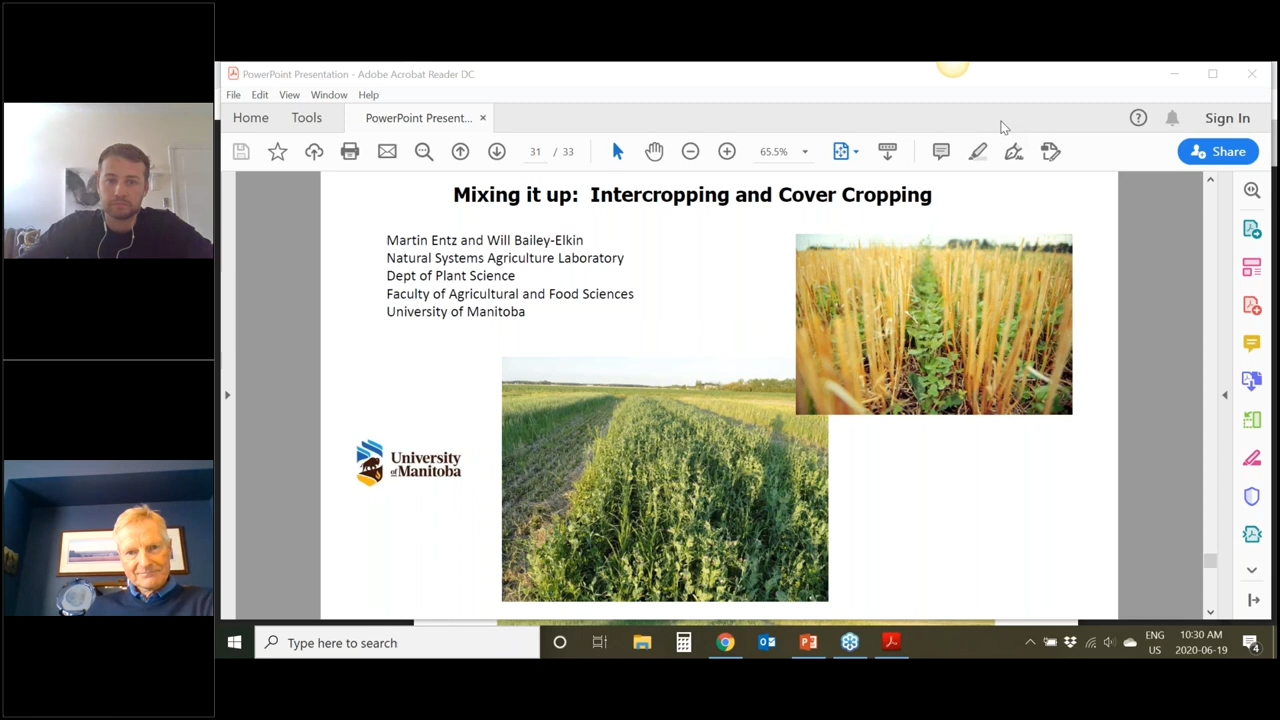 PowerPoint Presentation - Adobe Acrobat Reader DC
File Edit View Window Help
Home Tools PowerPoint Present... ×
Sign In
31 / 33
65.5%
Share
Mixing it up: Intercropping and Cover Cropping
Martin Entz and Will Bailey-Elkin
Natural Systems Agriculture Laboratory
Dept of Plant Science
Faculty of Agricultural and Food Sciences
University of Manitoba
University
of Manitoba
Type here to search
ENG
US
10:30 AM
2020-06-19
4